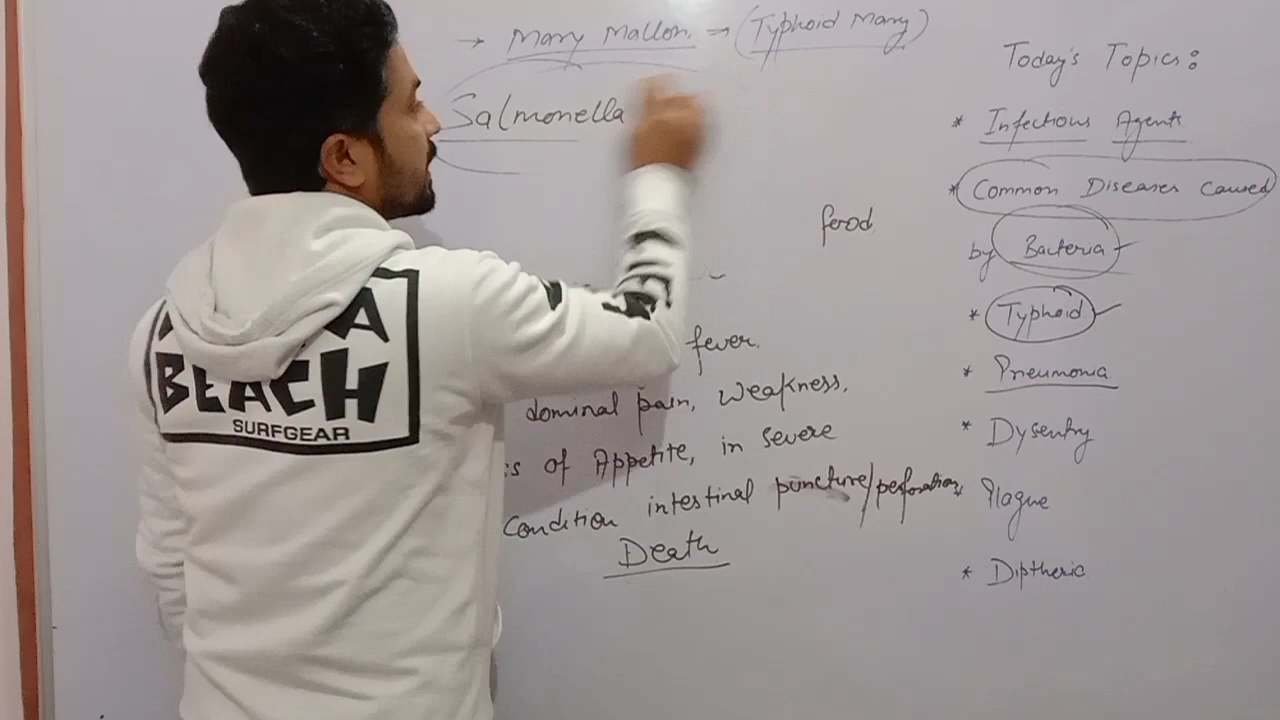 → Mary Mallon. ⇒ (Typhoid Mary)
Salmonella
food
fever.
dominal pain, weakness,
s of Appetite, in severe
condition intestinal puncture/perforation
Death
Today's Topics:
* Infectious Agents
* Common Diseases caused
by Bacteria
* Typhoid
* Pneumonia
* Dysentry
* Plague
* Diptheric
A
BEACH
SURFGEAR